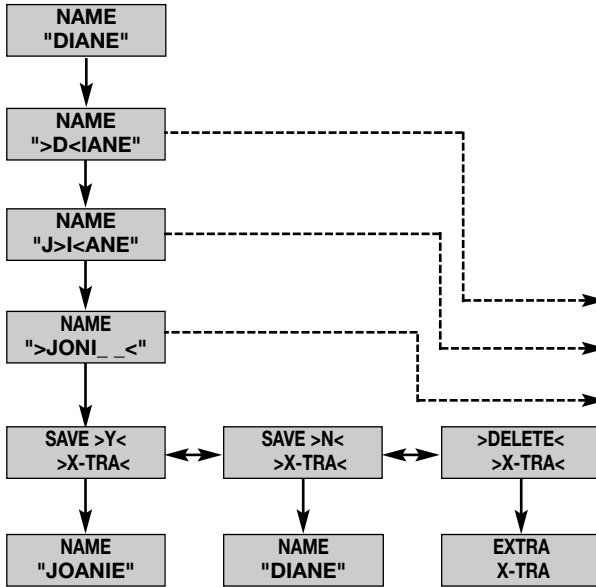 NAME
"DIANE"
NAME
">D<IANE"
NAME
"J>I<ANE"
NAME
">JONI_ _<"
SAVE >Y<
>X-TRA<
SAVE >N<
>X-TRA<
>DELETE<
>X-TRA<
NAME
"JOANIE"
NAME
"DIANE"
EXTRA
X-TRA